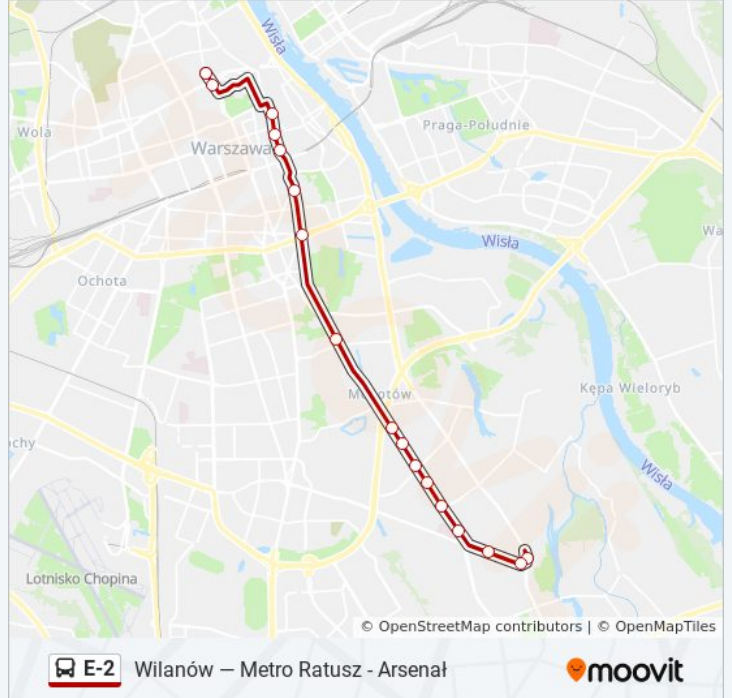 Wisła
Wola
Praga-Południe
Warszawa
Wa
Wisła
Ochota
Mokotów
Kępa Wieloryb
chy
Wisła
Lotnisko Chopina
© OpenStreetMap contributors | © OpenMapTiles
E-2 Wilanów — Metro Ratusz - Arsenał
moovit